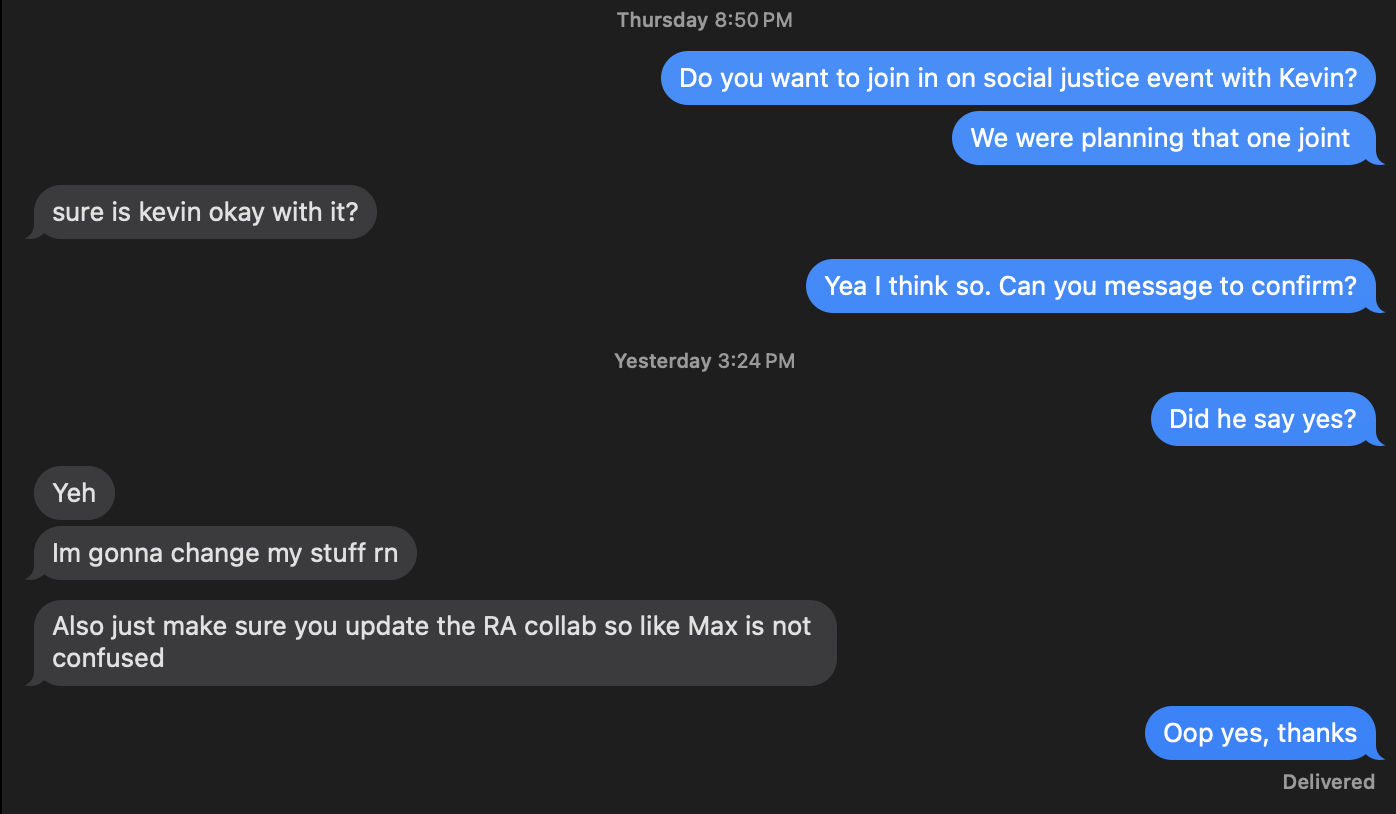 Thursday 8:50 PM
Do you want to join in on social justice event with Kevin?
We were planning that one joint
sure is kevin okay with it?
Yea I think so. Can you message to confirm?
Yesterday 3:24 PM
Did he say yes?
Yeh
Im gonna change my stuff rn
Also just make sure you update the RA collab so like Max is not
confused
Oop yes, thanks
Delivered